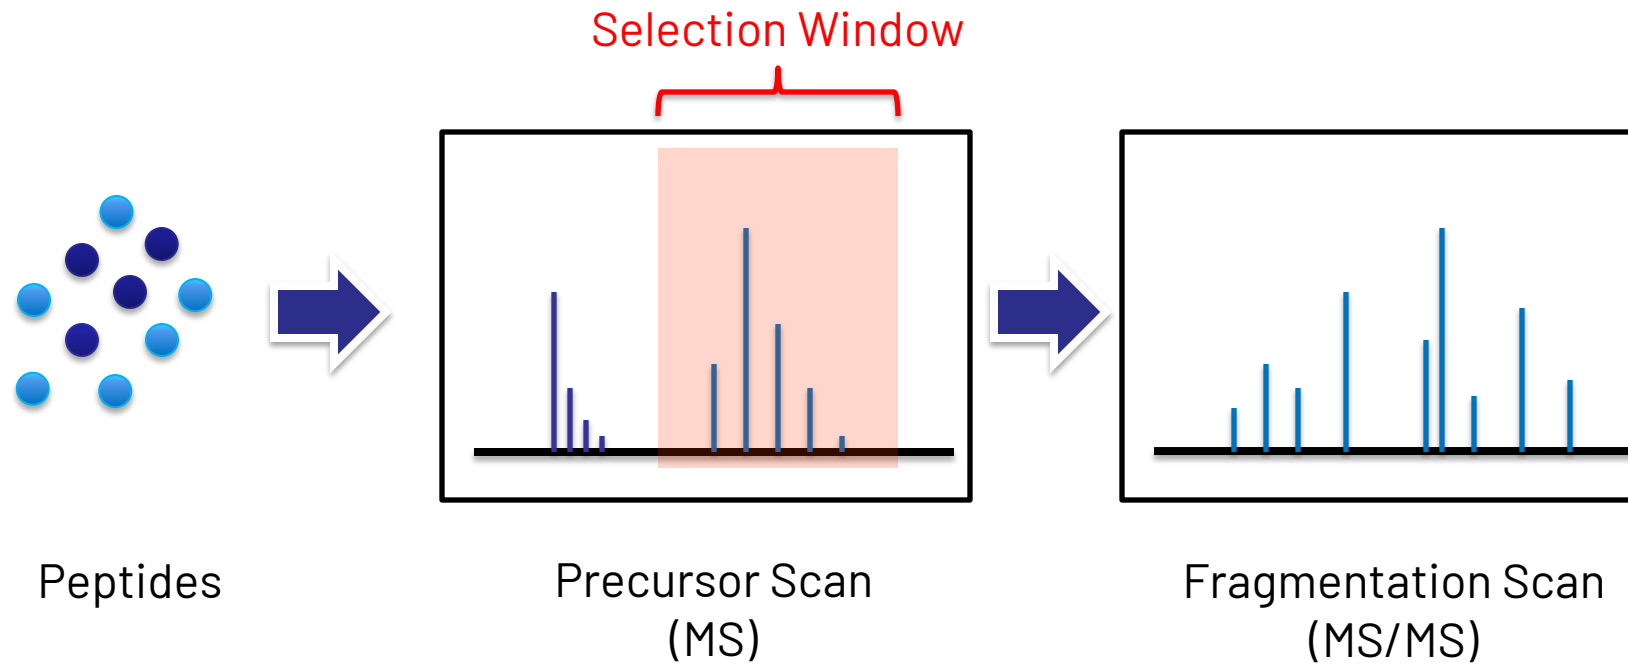 Selection Window
Peptides
Precursor Scan
(MS)
Fragmentation Scan
(MS/MS)